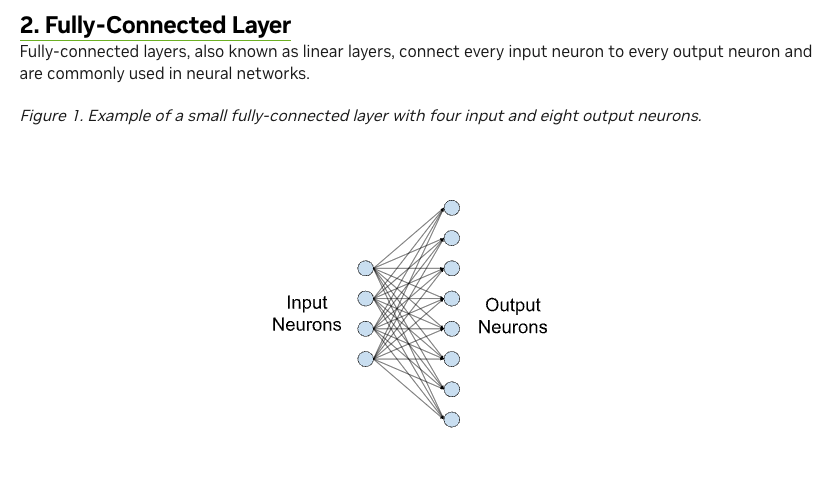 2. Fully-Connected Layer
Fully-connected layers, also known as linear layers, connect every input neuron to every output neuron and
are commonly used in neural networks.
Figure 1. Example of a small fully-connected layer with four input and eight output neurons.
Input
Neurons
Output
Neurons